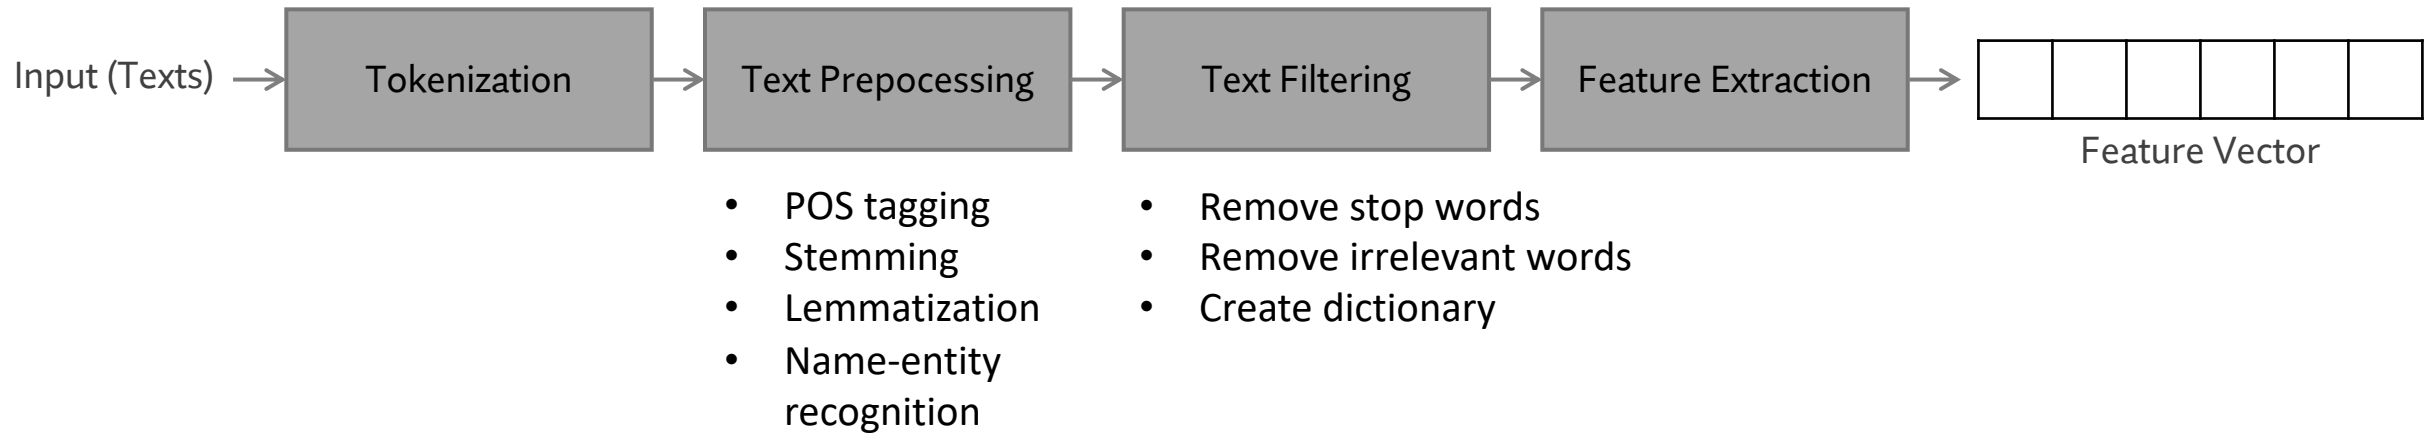 Input (Texts)
Tokenization
Text Prepocessing
Text Filtering
Feature Extraction
Feature Vector
• POS tagging
• Stemming
• Lemmatization
• Name-entity
recognition
• Remove stop words
• Remove irrelevant words
• Create dictionary